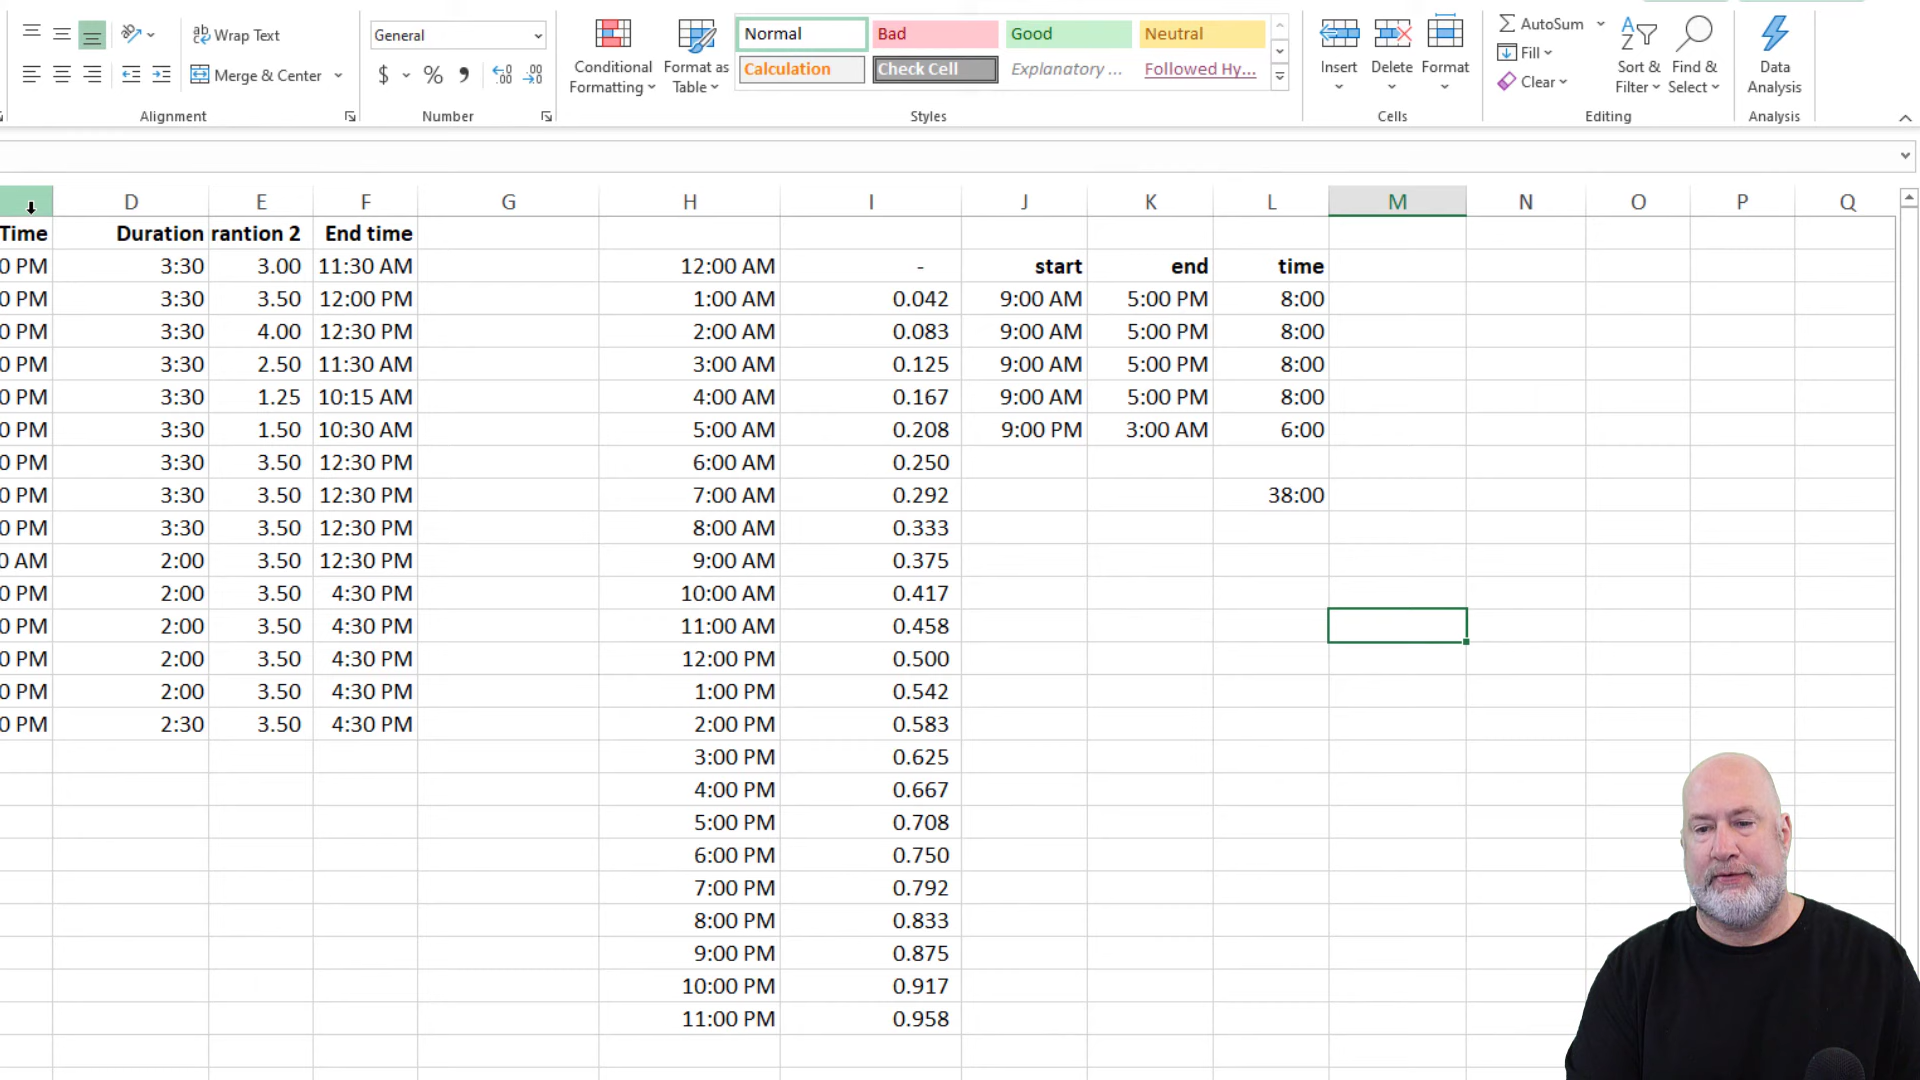 Wrap Text
Merge & Center
Alignment
General
$ % 9
Number
Conditional
Formatting
Format as
Table
Normal
Bad
Good
Neutral
Calculation
Check Cell
Explanatory ...
Followed Hy...
Styles
Insert
Delete
Format
Cells
AutoSum
Fill
Clear
Sort &
Filter
Find &
Select
Editing
Data
Analysis
Analysis
D E F G H I J K L M N O P Q
Time Duration rantion 2 End time
0 PM 3:30 3.00 11:30 AM 12:00 AM - start end time
0 PM 3:30 3.50 12:00 PM 1:00 AM 0.042 9:00 AM 5:00 PM 8:00
0 PM 3:30 4.00 12:30 PM 2:00 AM 0.083 9:00 AM 5:00 PM 8:00
0 PM 3:30 2.50 11:30 AM 3:00 AM 0.125 9:00 AM 5:00 PM 8:00
0 PM 3:30 1.25 10:15 AM 4:00 AM 0.167 9:00 AM 5:00 PM 8:00
0 PM 3:30 1.50 10:30 AM 5:00 AM 0.208 9:00 PM 3:00 AM 6:00
0 PM 3:30 3.50 12:30 PM 6:00 AM 0.250
0 PM 3:30 3.50 12:30 PM 7:00 AM 0.292 38:00
0 PM 3:30 3.50 12:30 PM 8:00 AM 0.333
0 AM 2:00 3.50 12:30 PM 9:00 AM 0.375
0 PM 2:00 3.50 4:30 PM 10:00 AM 0.417
0 PM 2:00 3.50 4:30 PM 11:00 AM 0.458
0 PM 2:00 3.50 4:30 PM 12:00 PM 0.500
0 PM 2:00 3.50 4:30 PM 1:00 PM 0.542
0 PM 2:30 3.50 4:30 PM 2:00 PM 0.583
3:00 PM 0.625
4:00 PM 0.667
5:00 PM 0.708
6:00 PM 0.750
7:00 PM 0.792
8:00 PM 0.833
9:00 PM 0.875
10:00 PM 0.917
11:00 PM 0.958